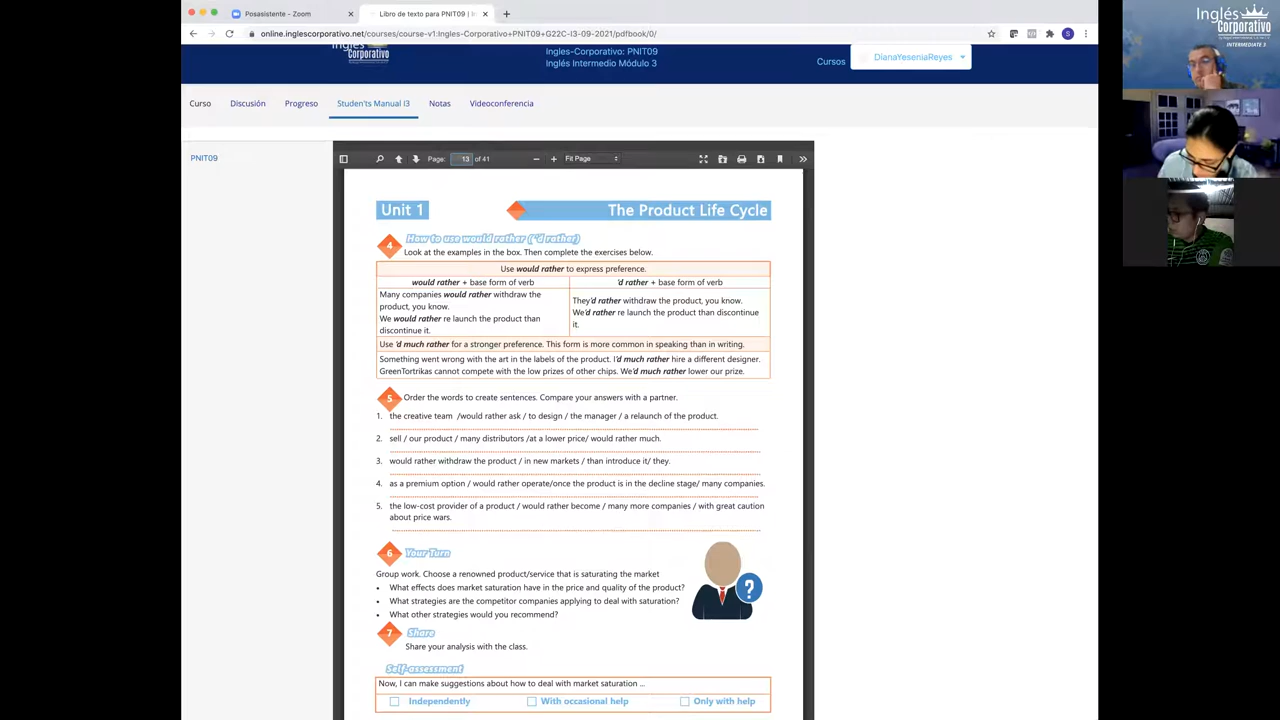 Posasistente - Zoom
Libro de texto para PNIT09 | I
online.inglescorporativo.net/courses/course-v1:Ingles-Corporativo+PNIT09+G22C-I3-09-2021/pdfbook/0/
Inglés
Corporativo
INTERMEDIATE 3
Inglés
Corporativo
Ingles-Corporativo: PNIT09
Inglés Intermedio Módulo 3
Cursos
DianaYeseniaReyes
Curso
Discusión
Progreso
Studen'ts Manual I3
Notas
Videoconferencia
PNIT09
Page: 13 of 41
Fit Page
Unit 1
The Product Life Cycle
4 How to use would rather ('d rather)
Look at the examples in the box. Then complete the exercises below.
Use would rather to express preference.
would rather + base form of verb
'd rather + base form of verb
Many companies would rather withdraw the
product, you know.
We would rather re launch the product than
discontinue it.
They'd rather withdraw the product, you know.
We'd rather re launch the product than discontinue
it.
Use 'd much rather for a stronger preference. This form is more common in speaking than in writing.
Something went wrong with the art in the labels of the product. I'd much rather hire a different designer.
GreenTortrikas cannot compete with the low prizes of other chips. We'd much rather lower our prize.
5 Order the words to create sentences. Compare your answers with a partner.
1. the creative team /would rather ask / to design / the manager / a relaunch of the product.
2. sell / our product / many distributors /at a lower price/ would rather much.
3. would rather withdraw the product / in new markets / than introduce it/ they.
4. as a premium option / would rather operate/once the product is in the decline stage/ many companies.
5. the low-cost provider of a product / would rather become / many more companies / with great caution
about price wars.
6 Your Turn
Group work. Choose a renowned product/service that is saturating the market
• What effects does market saturation have in the price and quality of the product?
• What strategies are the competitor companies applying to deal with saturation?
• What other strategies would you recommend?
7 Share
Share your analysis with the class.
Self-assessment
Now, I can make suggestions about how to deal with market saturation ...
Independently
With occasional help
Only with help